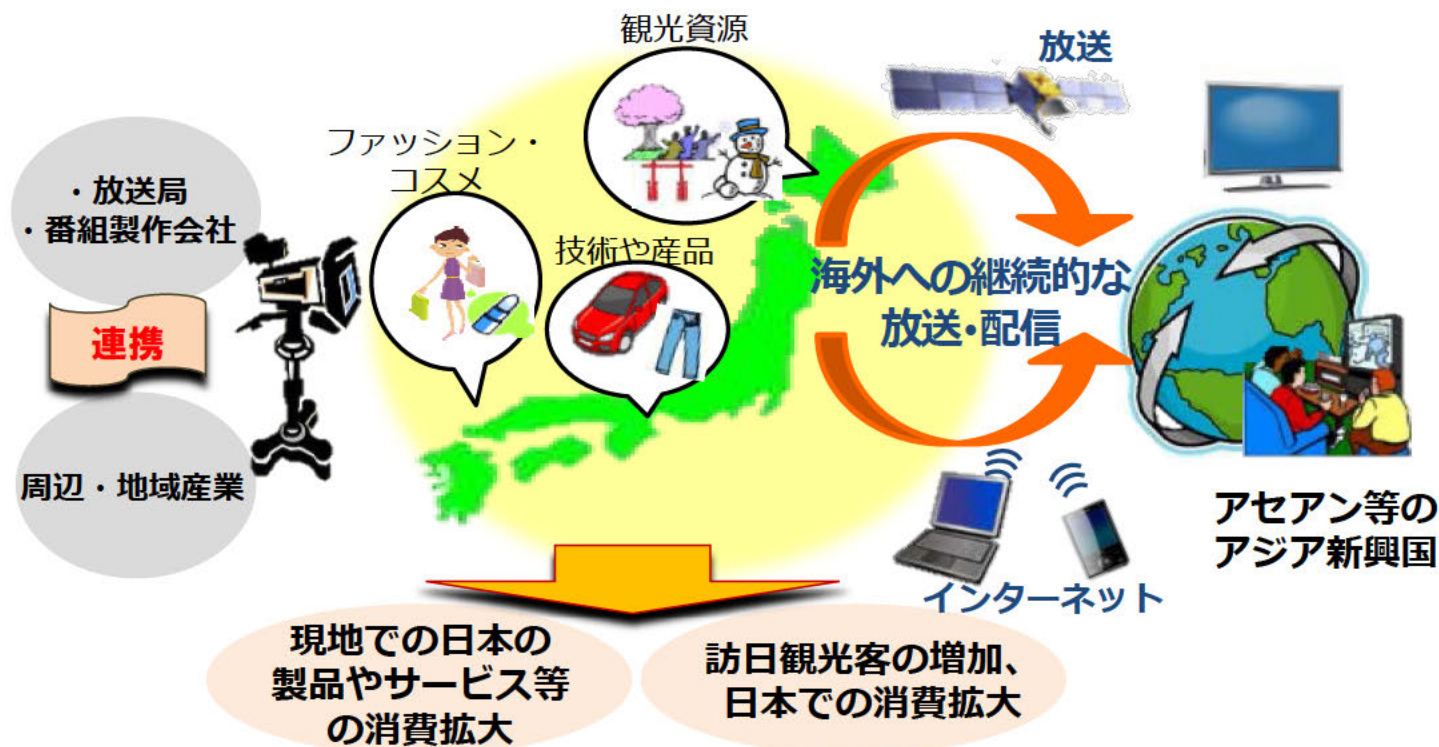 観光資源
放送
ファッション・
コスメ
・放送局
・番組製作会社
技術や産品
海外への継続的な
放送・配信
連携
周辺・地域産業
アセアン等の
アジア新興国
インターネット
現地での日本の
製品やサービス等
の消費拡大
訪日観光客の増加、
日本での消費拡大